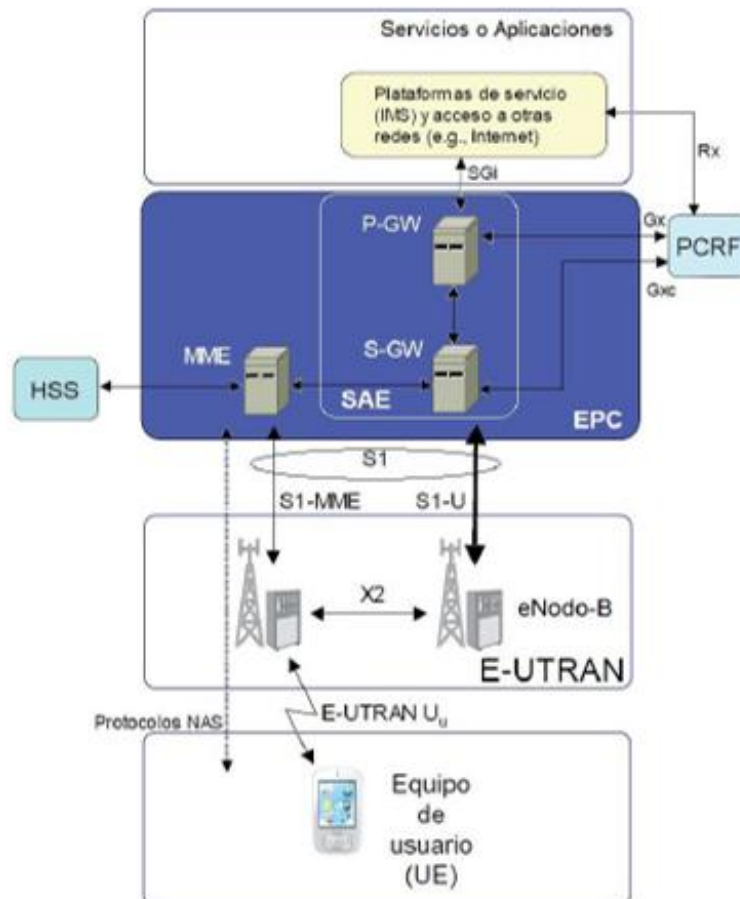 Servicios o Aplicaciones
Plataformas de servicio
(IMS) y acceso a otras
redes (e.g., Internet)
Rx
SGi
P-GW
Gx
PCRF
Gxc
MME
S-GW
HSS
SAE
EPC
S1
S1-MME
S1-U
X2
eNodo-B
E-UTRAN
Protocolos NAS
E-UTRAN Uu
Equipo
de
usuario
(UE)